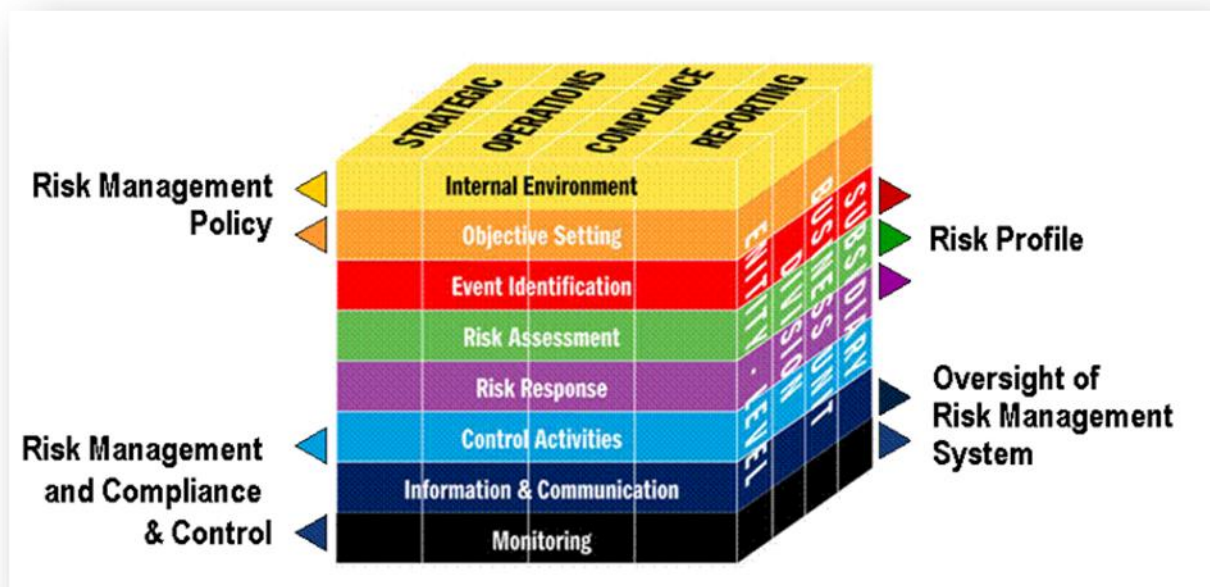 STRATEGIC
OPERATIONS
COMPLIANCE
REPORTING
Risk Management
Policy
Internal Environment
Objective Setting
Event Identification
Risk Assessment
Risk Response
Control Activities
Information & Communication
Monitoring
ENTITY - LEVEL
DIVISION
BUSINESS UNIT
SUBSIDIARY
Risk Profile
Oversight of
Risk Management
System
Risk Management
and Compliance
& Control